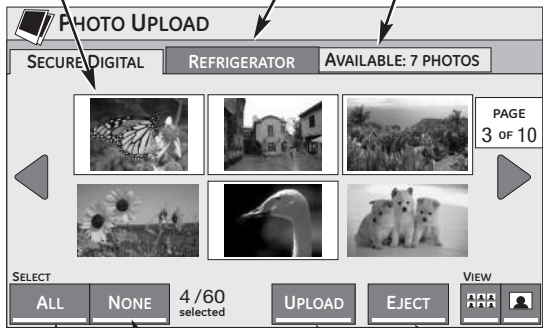 PHOTO UPLOAD
SECURE DIGITAL REFRIGERATOR AVAILABLE: 7 PHOTOS
PAGE
3 OF 10
SELECT
VIEW
ALL NONE 4/60 UPLOAD EJECT
selected